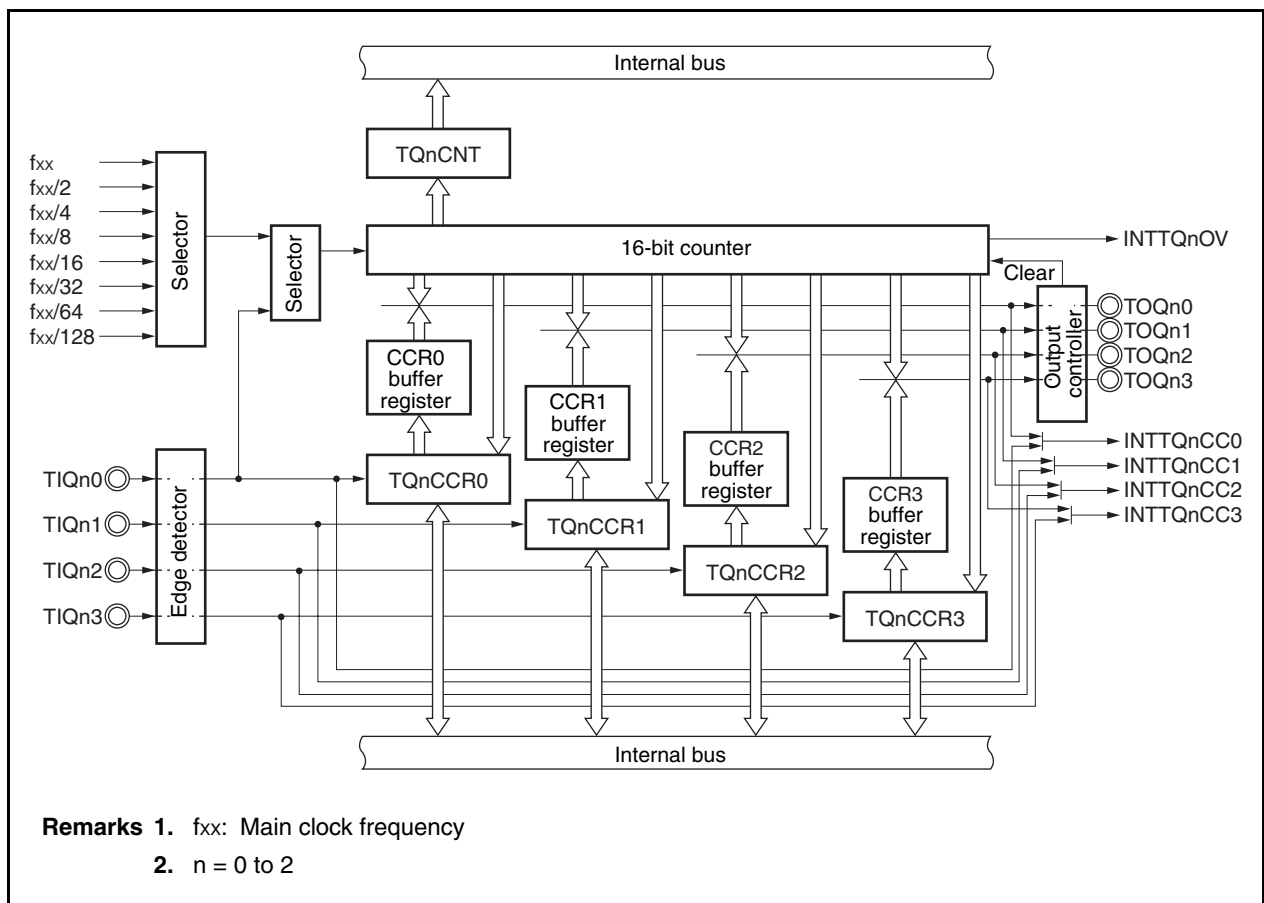 Internal bus
TQnCNT
fxx
fxx/2
fxx/4
fxx/8
fxx/16
fxx/32
fxx/64
fxx/128
Selector
Selector
16-bit counter
INTTQnOV
Clear
Output
controller
TOQn0
TOQn1
TOQn2
TOQn3
CCR0
buffer
register
CCR1
buffer
register
CCR2
buffer
register
CCR3
buffer
register
INTTQnCC0
INTTQnCC1
INTTQnCC2
INTTQnCC3
TIQn0
TIQn1
TIQn2
TIQn3
Edge detector
TQnCCR0
TQnCCR1
TQnCCR2
TQnCCR3
Internal bus
Remarks 1. fxx: Main clock frequency
2. n = 0 to 2